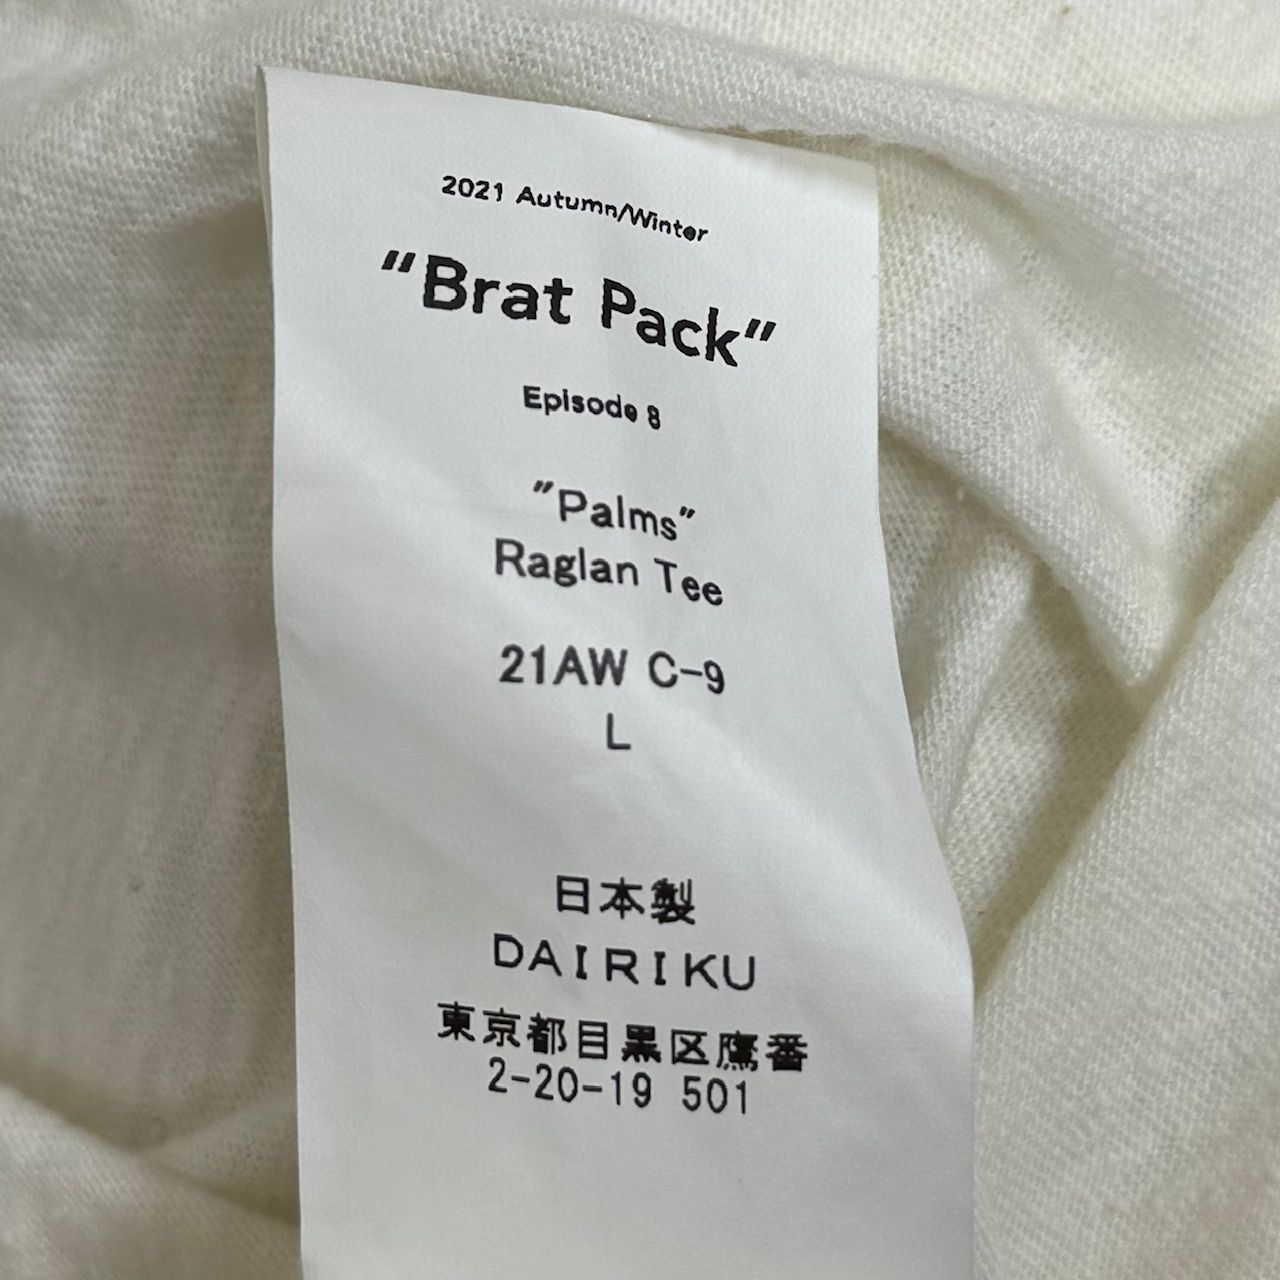 2021 Autumn/Winter
"Brat Pack"
Episode 8
"Palms"
Raglan Tee
21AW C-9
L
日本製
DAIRIKU
東京都目黒区鷹番
2-20-19 501